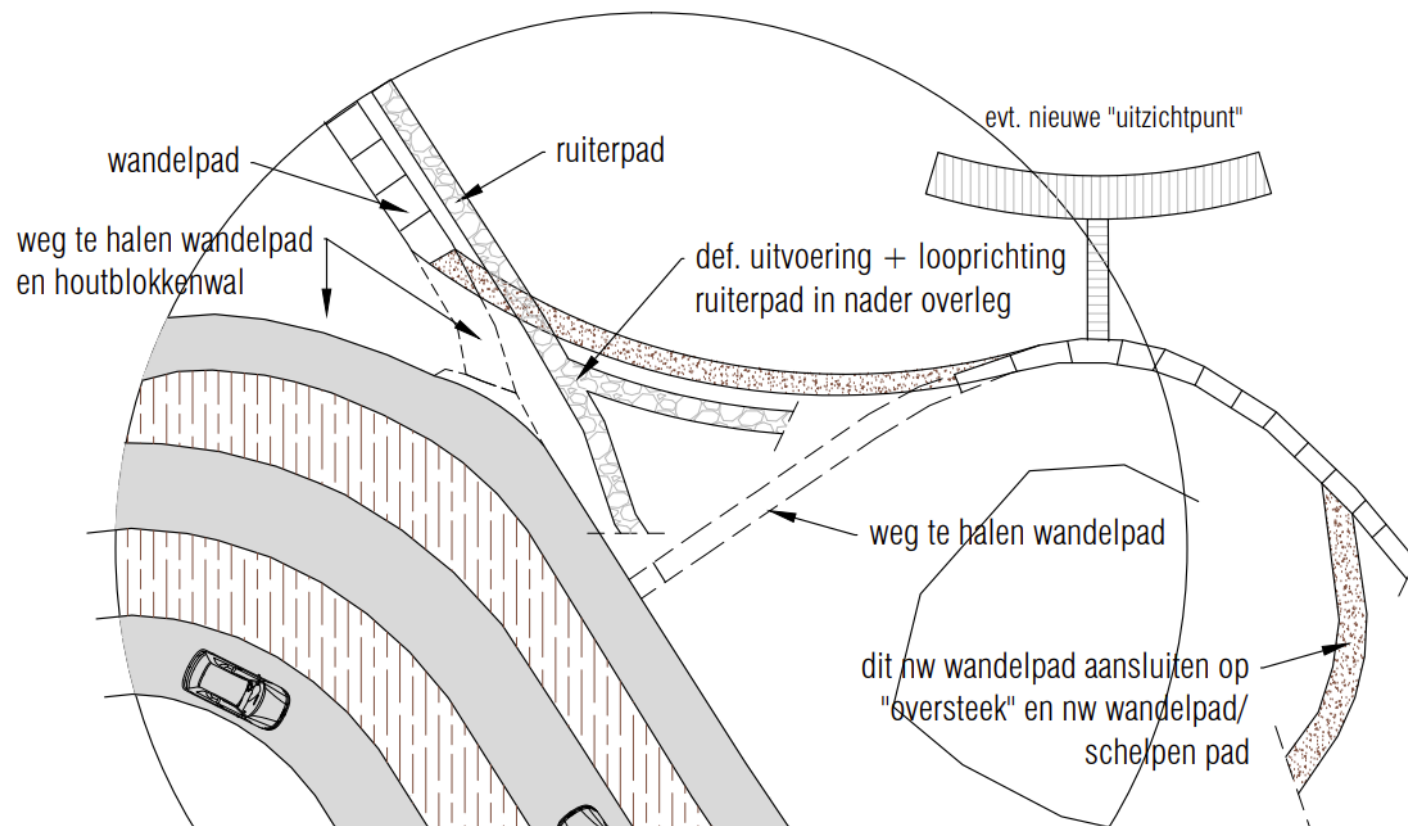 evt. nieuwe "uitzichtpunt"
wandelpad
ruiterpad
weg te halen wandelpad
en houtblokkenwal
def. uitvoering + looprichting
ruiterpad in nader overleg
weg te halen wandelpad
dit nw wandelpad aansluiten op
"oversteek" en nw wandelpad/
schelpen pad